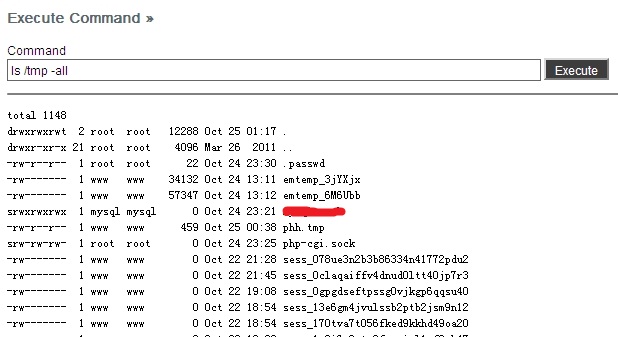 Execute Command »
Command
ls /tmp -all
Execute
total 1148
drwxrwxrwt 2 root root 12288 Oct 25 01:17 .
drwxr-xr-x 21 root root 4096 Mar 26 2011 ..
-rw-r--r-- 1 root root 22 Oct 24 23:30 .passwd
-rw------- 1 www www 34132 Oct 24 13:11 emtemp_3jYXjx
-rw------- 1 www www 57347 Oct 24 13:12 emtemp_6M6Vbb
srwxrwxrwx 1 mysql mysql 0 Oct 24 23:21
-rw-r--r-- 1 www www 459 Oct 25 00:38 phh.tmp
srw-rw-rw- 1 root root 0 Oct 24 23:25 php-cgi.sock
-rw------- 1 www www 0 Oct 22 21:28 sess_078ue3n2b3b86334n41772pdu2
-rw------- 1 www www 0 Oct 22 21:45 sess_0claqaiffv4dnud0ltt40jp7r3
-rw------- 1 www www 0 Oct 22 19:08 sess_0gpgdseftpssg0vjkgp6qqsu40
-rw------- 1 www www 0 Oct 22 18:54 sess_13e6gm4jvulssb2ptb2jsm9n12
-rw------- 1 www www 0 Oct 22 18:54 sess_170tva7t056fked9kkhd49oa20